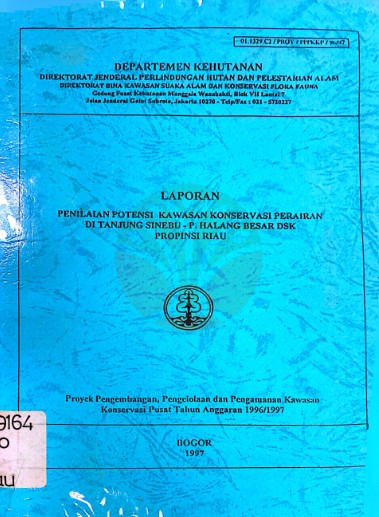 01.1329.C2 / PROY / PPKKP / 96/97
DEPARTEMEN KEHUTANAN
DIREKTORAT JENDERAL PERLINDUNGAN HUTAN DAN PELESTARIAN ALAM
DIREKTORAT BINA KAWASAN SUAKA ALAM DAN KONSERVASI FLORA FAUNA
Gedung Pusat Kehutanan Manggala Wanabakti, Blok VII Lantai 7
Jalan Jenderal Gatot Subroto, Jakarta 10270 - Telp/Fax : 021 - 5720227
LAPORAN
PENILAIAN POTENSI KAWASAN KONSERVASI PERAIRAN
DI TANJUNG SINEBU - P. HALANG BESAR DSK
PROPINSI RIAU
Proyek Pengembangan, Pengelolaan dan Pengamanan Kawasan
Konservasi Pusat Tahun Anggaran 1996/1997
9164
BOGOR
1997